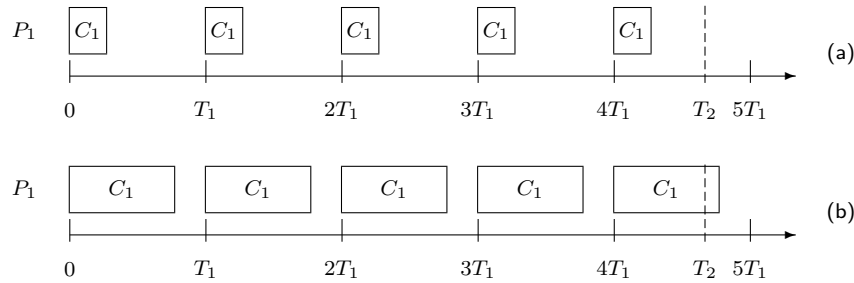 P₁ C₁ C₁ C₁ C₁ C₁
(a)
0 T₁ 2T₁ 3T₁ 4T₁ T₂ 5T₁
P₁ C₁ C₁ C₁ C₁ C₁
(b)
0 T₁ 2T₁ 3T₁ 4T₁ T₂ 5T₁